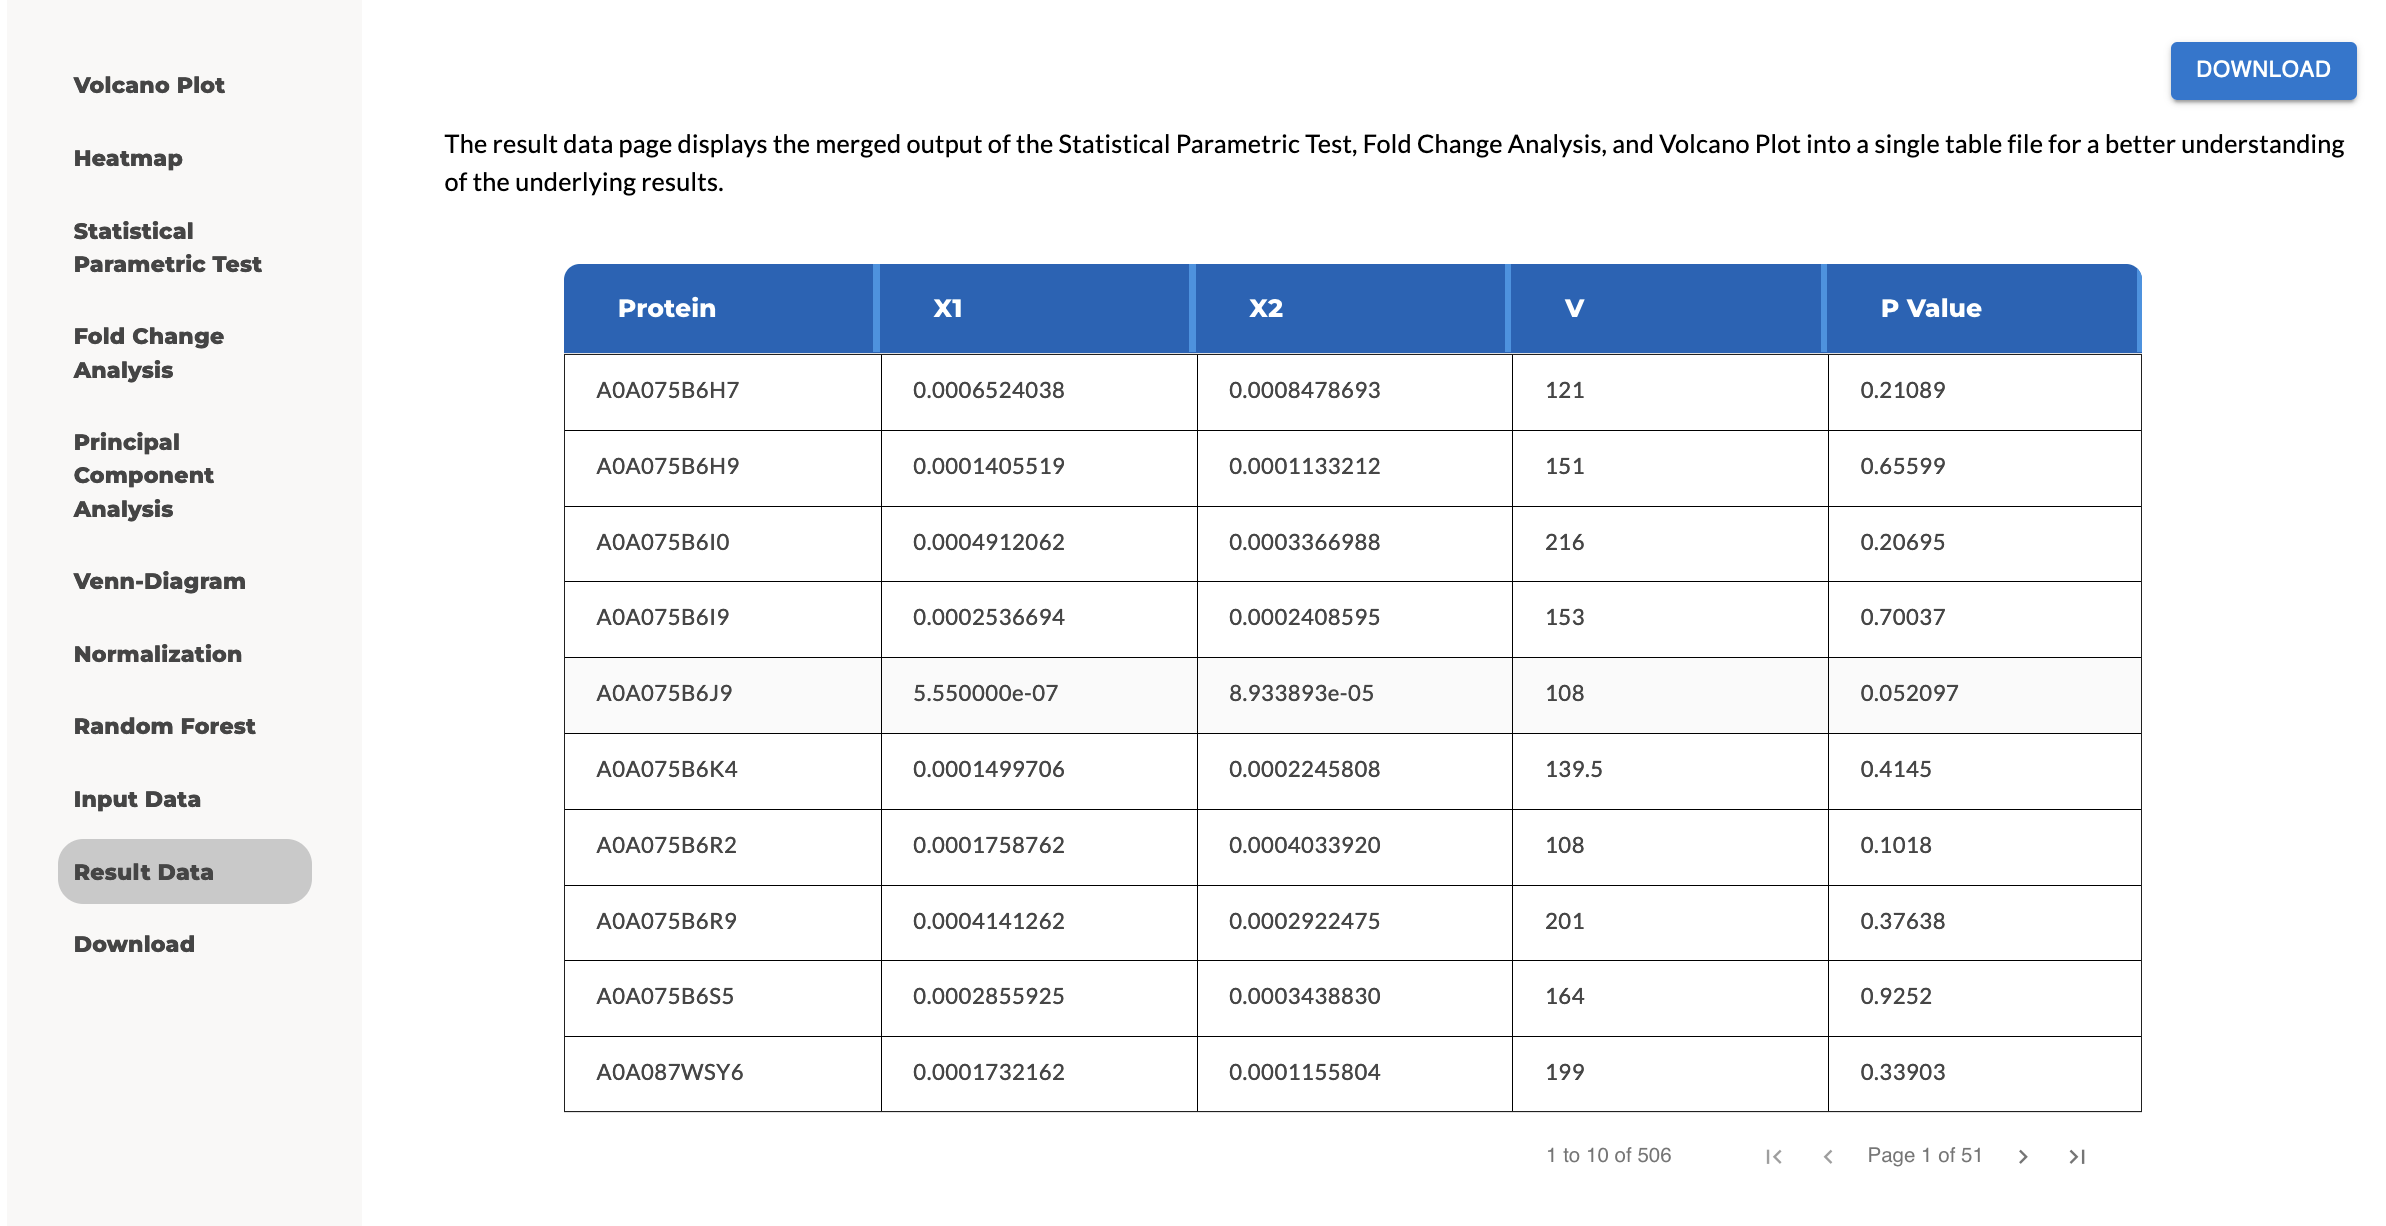 Volcano Plot
Heatmap
Statistical
Parametric Test
Fold Change
Analysis
Principal
Component
Analysis
Venn-Diagram
Normalization
Random Forest
Input Data
Result Data
Download
DOWNLOAD
The result data page displays the merged output of the Statistical Parametric Test, Fold Change Analysis, and Volcano Plot into a single table file for a better understanding
of the underlying results.
Protein X1 X2 V P Value
A0A075B6H7 0.0006524038 0.0008478693 121 0.21089
A0A075B6H9 0.0001405519 0.0001133212 151 0.65599
A0A075B6I0 0.0004912062 0.0003366988 216 0.20695
A0A075B6I9 0.0002536694 0.0002408595 153 0.70037
A0A075B6J9 5.550000e-07 8.933893e-05 108 0.052097
A0A075B6K4 0.0001499706 0.0002245808 139.5 0.4145
A0A075B6R2 0.0001758762 0.0004033920 108 0.1018
A0A075B6R9 0.0004141262 0.0002922475 201 0.37638
A0A075B6S5 0.0002855925 0.0003438830 164 0.9252
A0A087WSY6 0.0001732162 0.0001155804 199 0.33903
1 to 10 of 506 Page 1 of 51